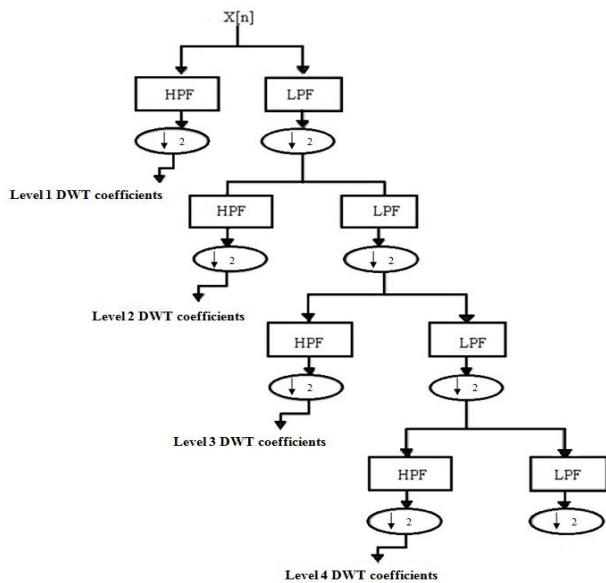 X[n]
HPF LPF
↓ 2 ↓ 2
Level 1 DWT coefficients
HPF LPF
↓ 2 ↓ 2
Level 2 DWT coefficients
HPF LPF
↓ 2 ↓ 2
Level 3 DWT coefficients
HPF LPF
↓ 2 ↓ 2
Level 4 DWT coefficients